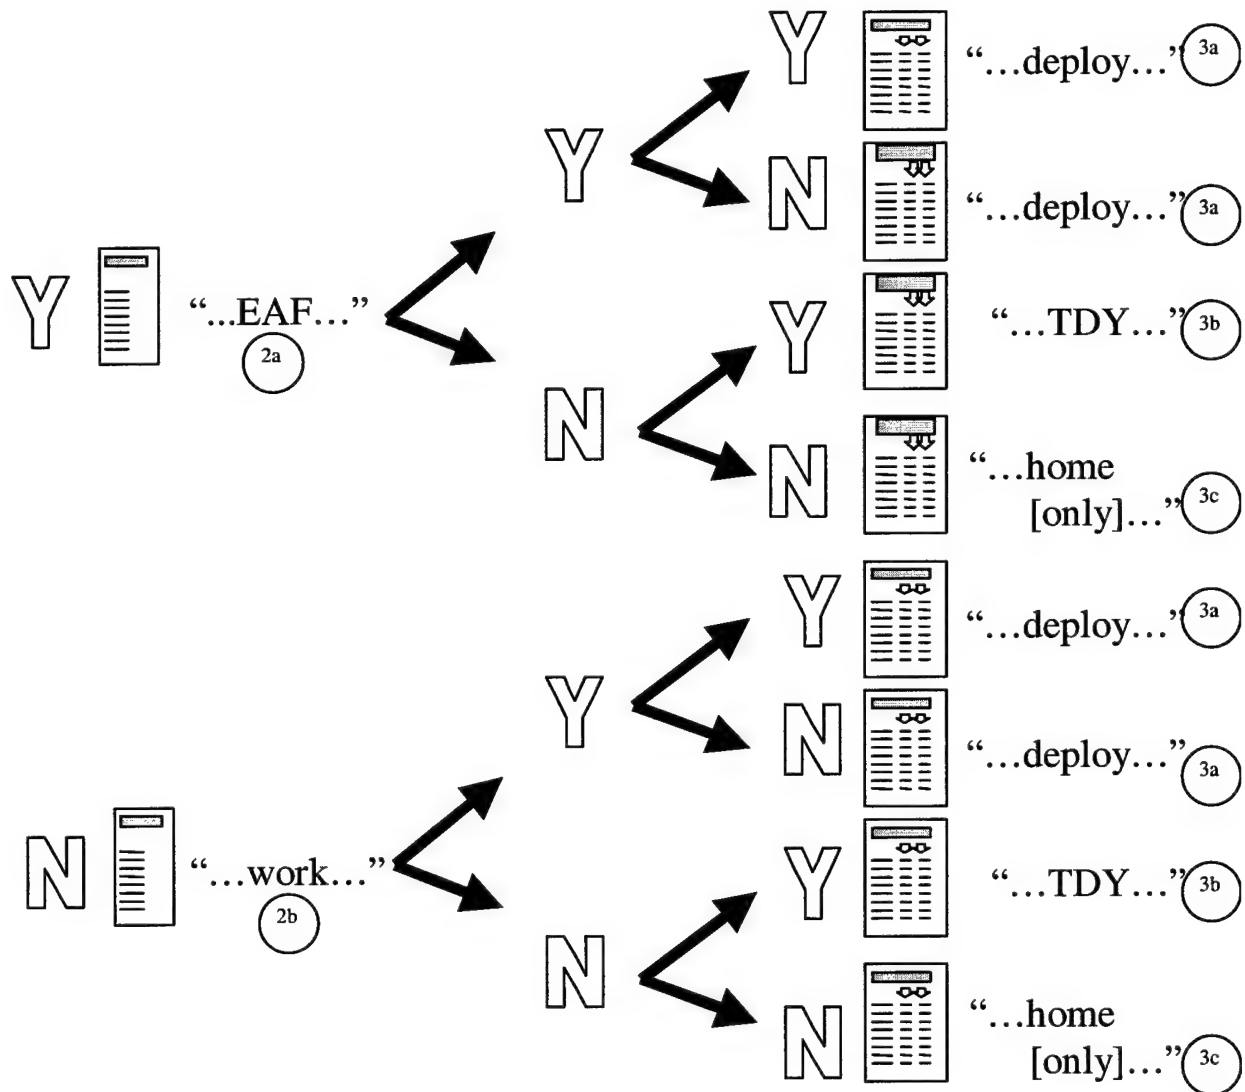 Y
“…deploy…” 3a
Y
N
“…deploy…” 3a
Y
“...EAF…”
2a
Y
“…TDY…” 3b
N
N
“…home
[only]…” 3c
Y
“…deploy…” 3a
Y
N
“…deploy…” 3a
N
“…work…”
2b
Y
“…TDY…” 3b
N
N
“…home
[only]…” 3c